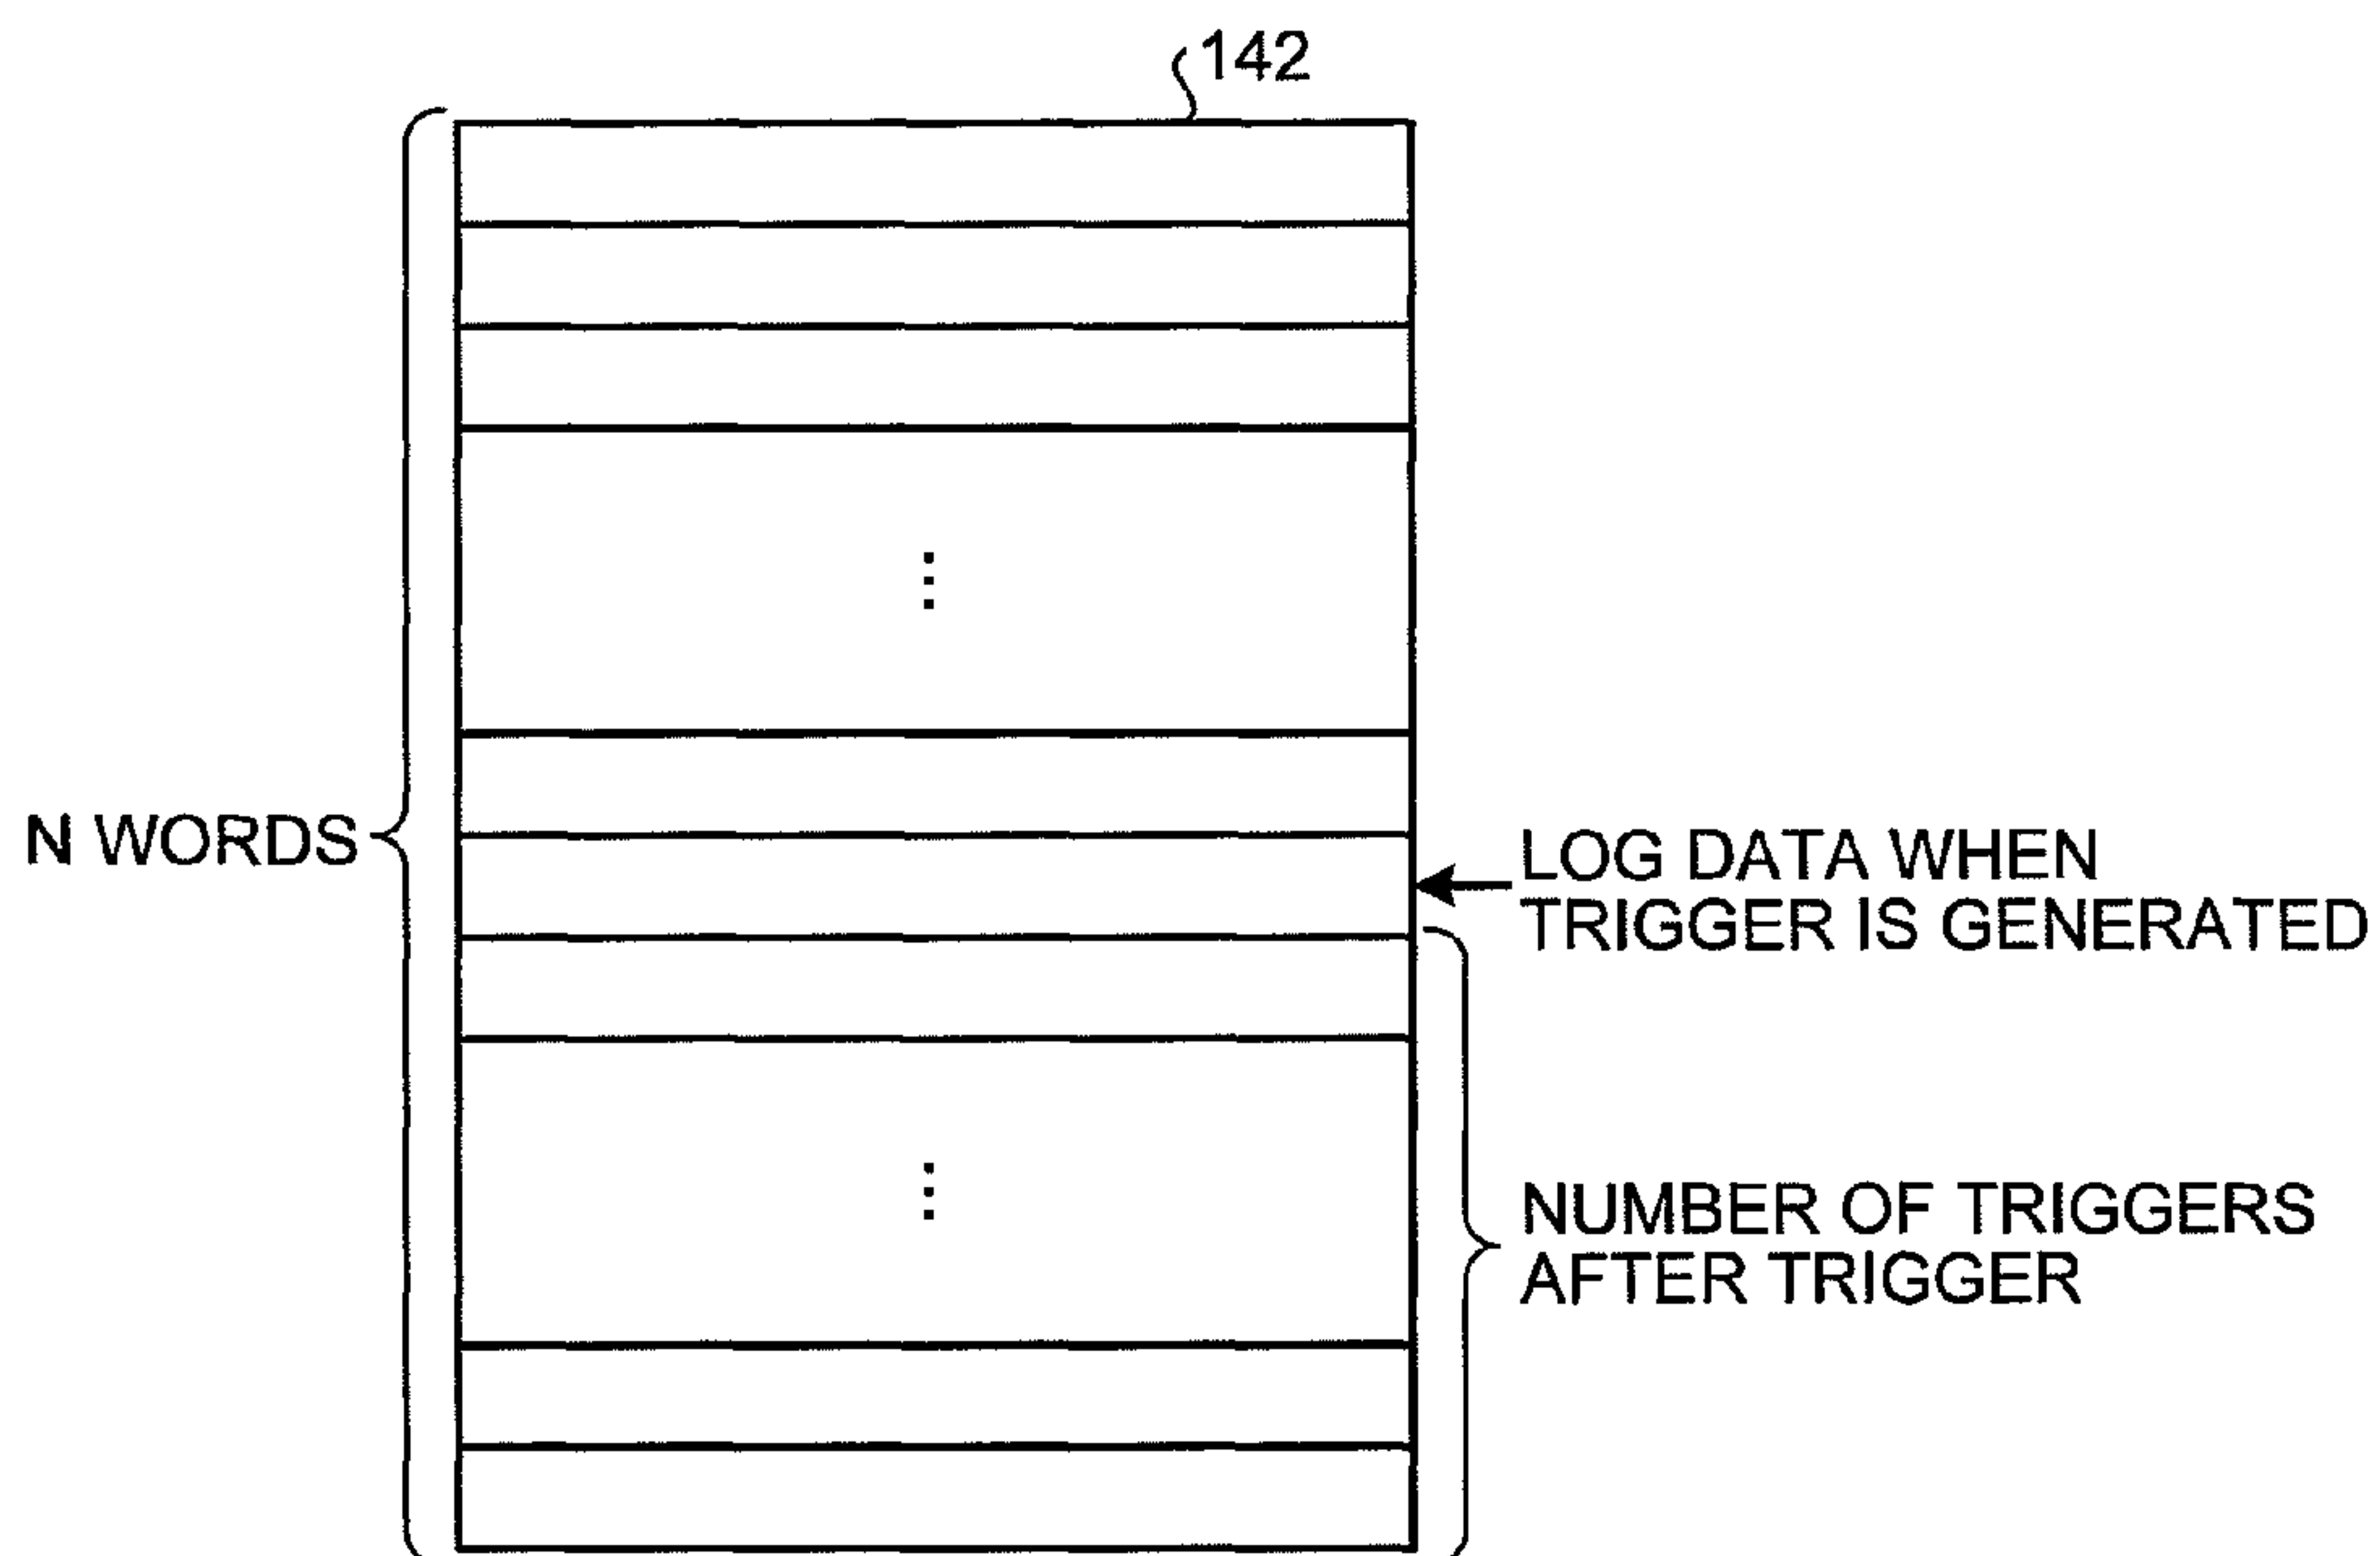 142
N WORDS
LOG DATA WHEN
TRIGGER IS GENERATED
NUMBER OF TRIGGERS
AFTER TRIGGER